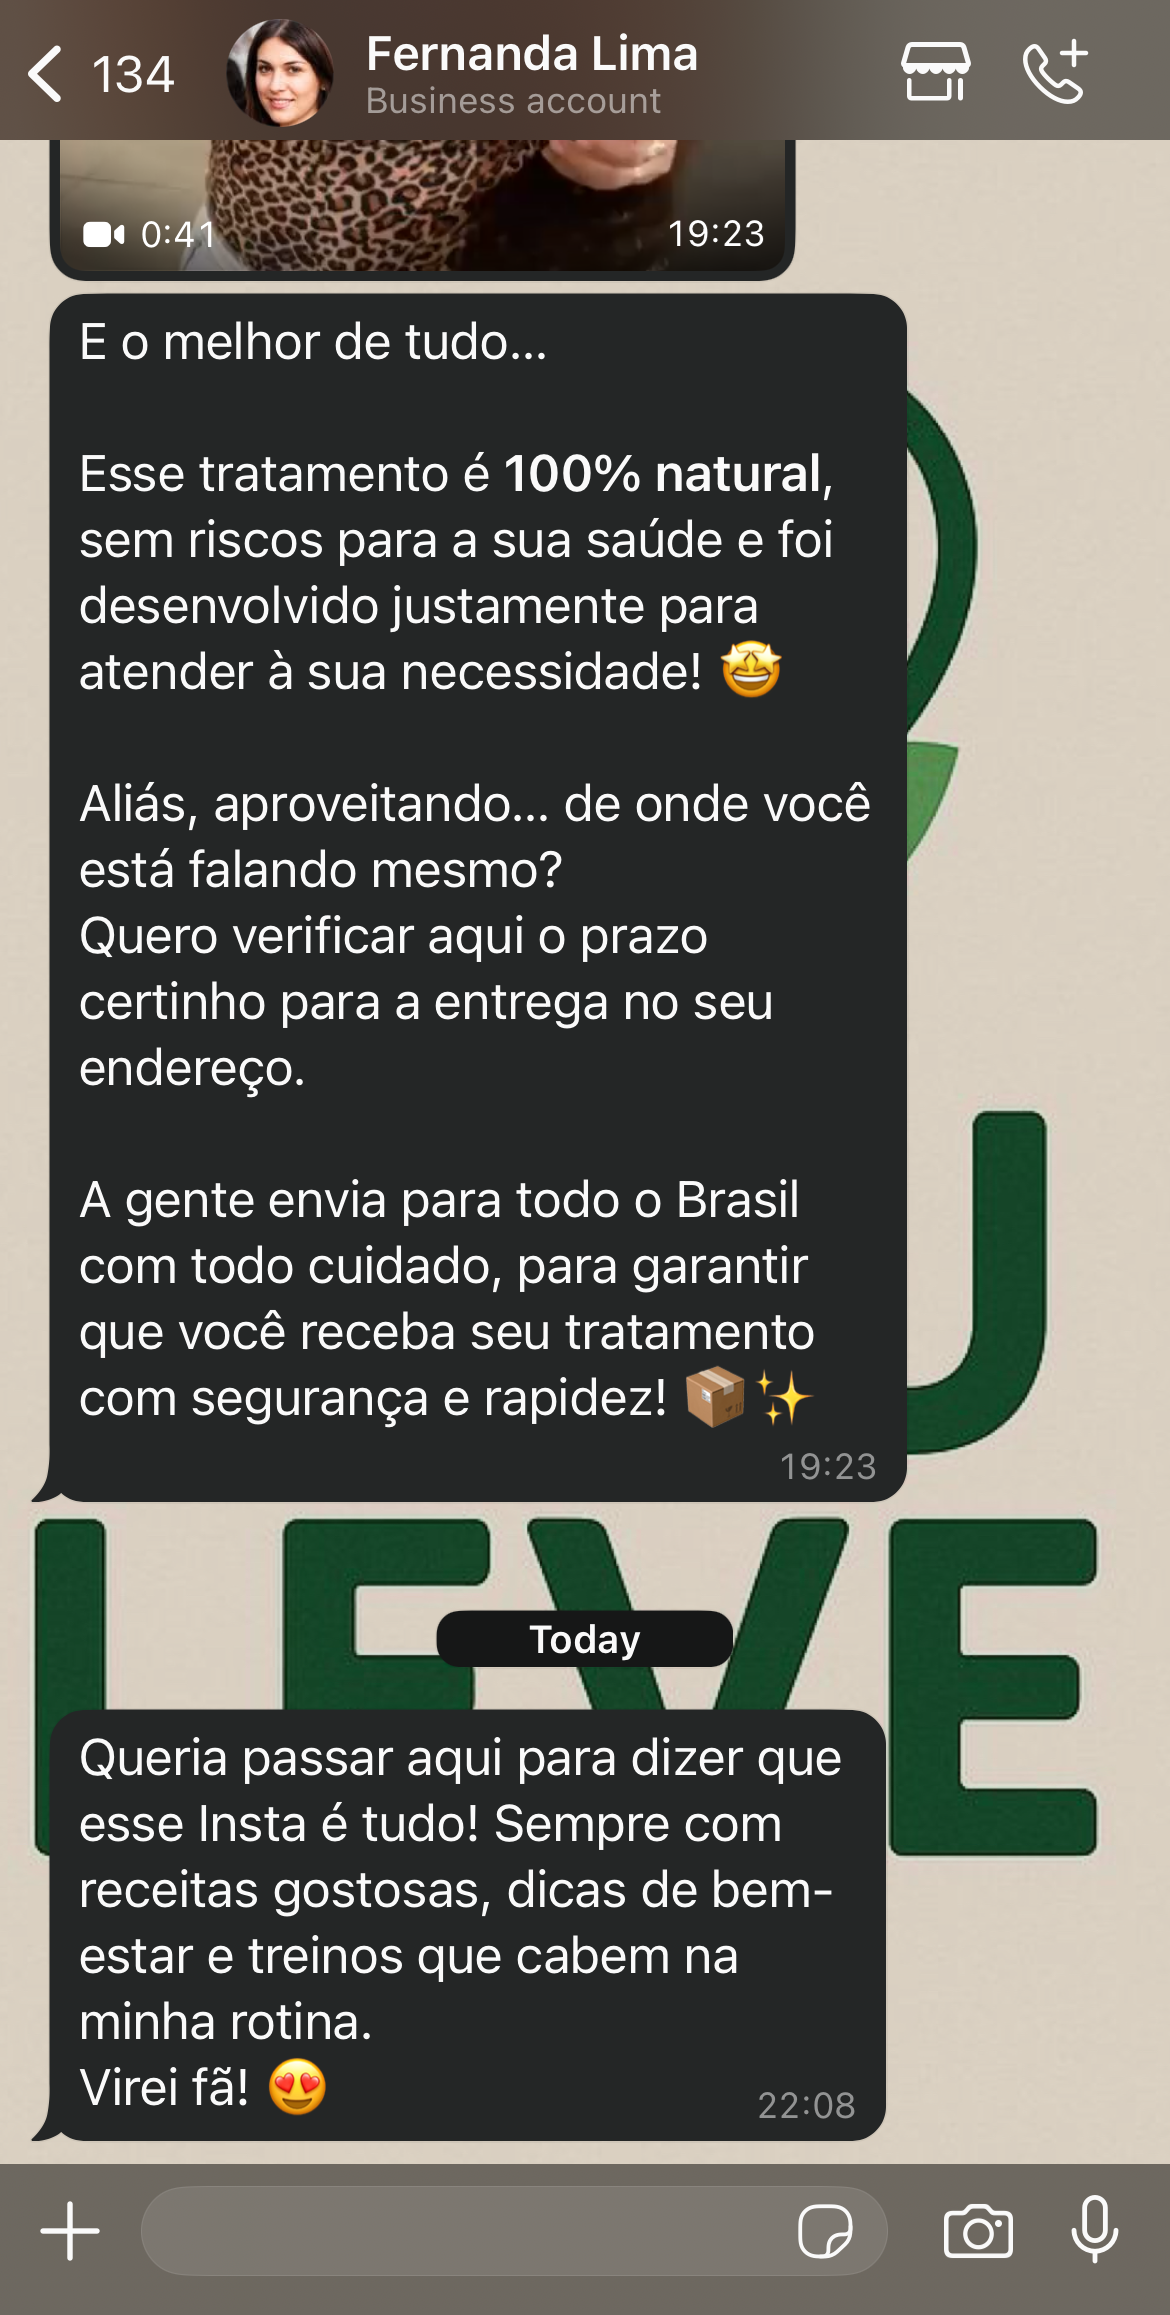 134
Fernanda Lima
Business account
0:41
19:23
E o melhor de tudo...
Esse tratamento é 100% natural,
sem riscos para a sua saúde e foi
desenvolvido justamente para
atender à sua necessidade! 🤩
Aliás, aproveitando... de onde você
está falando mesmo?
Quero verificar aqui o prazo
certinho para a entrega no seu
endereço.
A gente envia para todo o Brasil
com todo cuidado, para garantir
que você receba seu tratamento
com segurança e rapidez! 📦✨
19:23
U
LEVE
Today
Queria passar aqui para dizer que
esse Insta é tudo! Sempre com
receitas gostosas, dicas de bem-
estar e treinos que cabem na
minha rotina.
Virei fã! 😍
22:08